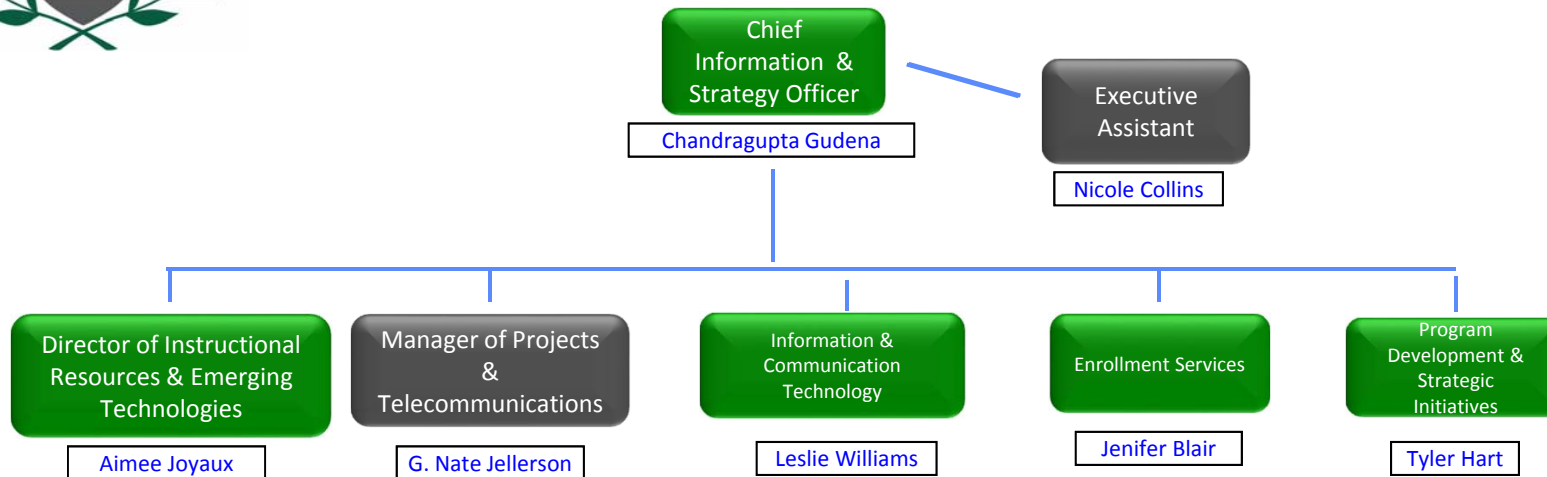 Chief
Information &
Strategy Officer
Chandragupta Gudena
Executive
Assistant
Nicole Collins
Director of Instructional
Resources & Emerging
Technologies
Aimee Joyaux
Manager of Projects
&
Telecommunications
G. Nate Jellerson
Information &
Communication
Technology
Leslie Williams
Enrollment Services
Jenifer Blair
Program
Development &
Strategic
Initiatives
Tyler Hart